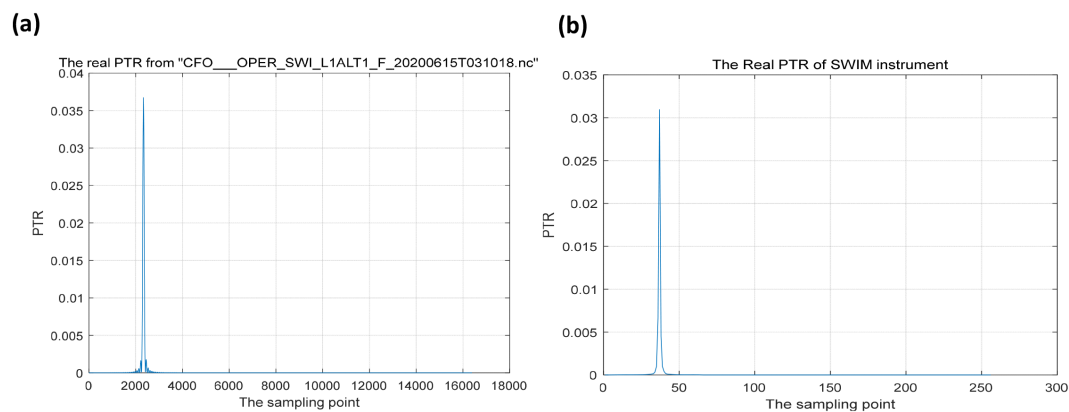 (a)
The real PTR from "CFO___OPER_SWI_L1ALT1_F_20200615T031018.nc"
0.04
0.035
0.03
0.025
0.02
0.015
0.01
0.005
0
PTR
0 2000 4000 6000 8000 10000 12000 14000 16000 18000
The sampling point
(b)
The Real PTR of SWIM instrument
0.035
0.03
0.025
0.02
0.015
0.01
0.005
0
PTR
0 50 100 150 200 250 300
The sampling point